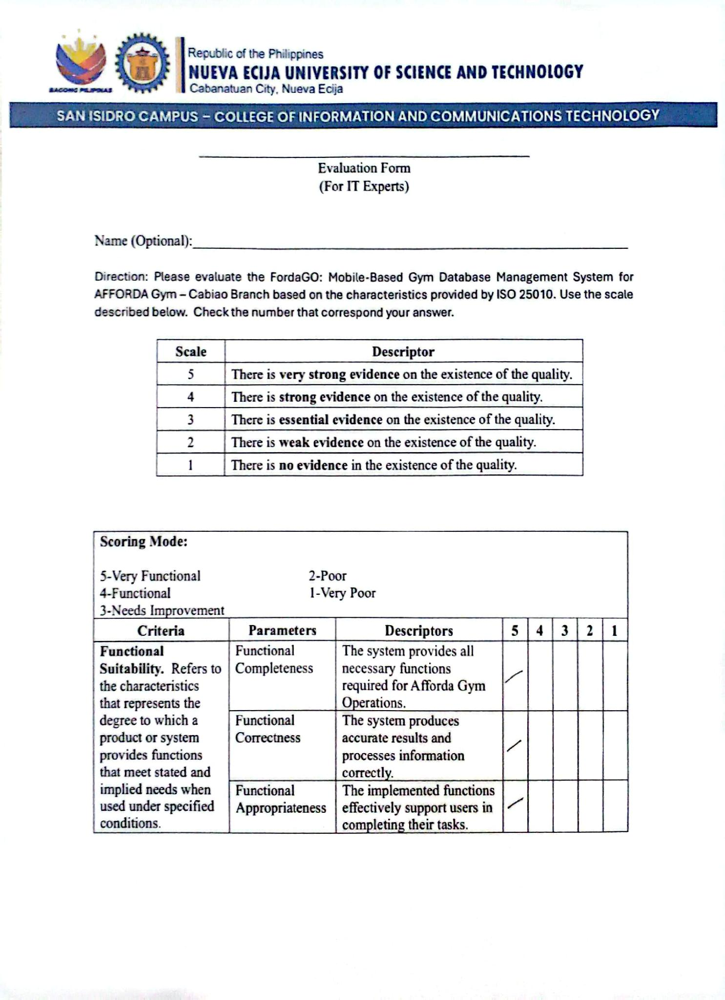 BAGONG PILIPINAS
Republic of the Philippines
NUEVA ECIJA UNIVERSITY OF SCIENCE AND TECHNOLOGY
Cabanatuan City, Nueva Ecija
SAN ISIDRO CAMPUS – COLLEGE OF INFORMATION AND COMMUNICATIONS TECHNOLOGY
Evaluation Form
(For IT Experts)
Name (Optional):
Direction: Please evaluate the FordaGO: Mobile-Based Gym Database Management System for
AFFORDA Gym – Cabiao Branch based on the characteristics provided by ISO 25010. Use the scale
described below. Check the number that correspond your answer.
Scale Descriptor
5 There is very strong evidence on the existence of the quality.
4 There is strong evidence on the existence of the quality.
3 There is essential evidence on the existence of the quality.
2 There is weak evidence on the existence of the quality.
1 There is no evidence in the existence of the quality.
Scoring Mode:
5-Very Functional 2-Poor
4-Functional 1-Very Poor
3-Needs Improvement
Criteria Parameters Descriptors 5 4 3 2 1
Functional
Suitability. Refers to
the characteristics
that represents the
degree to which a
product or system
provides functions
that meet stated and
implied needs when
used under specified
conditions.
Functional
Completeness
The system provides all
necessary functions
required for Afforda Gym
Operations.
Functional
Correctness
The system produces
accurate results and
processes information
correctly.
Functional
Appropriateness
The implemented functions
effectively support users in
completing their tasks.